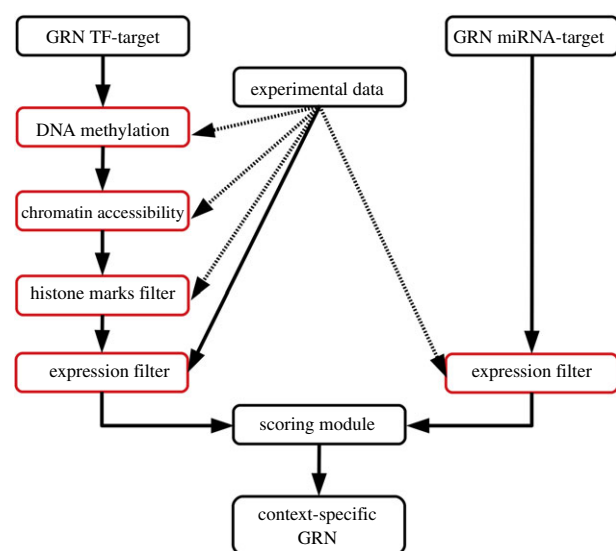 GRN TF-target
GRN miRNA-target
experimental data
DNA methylation
chromatin accessibility
histone marks filter
expression filter
expression filter
scoring module
context-specific
GRN